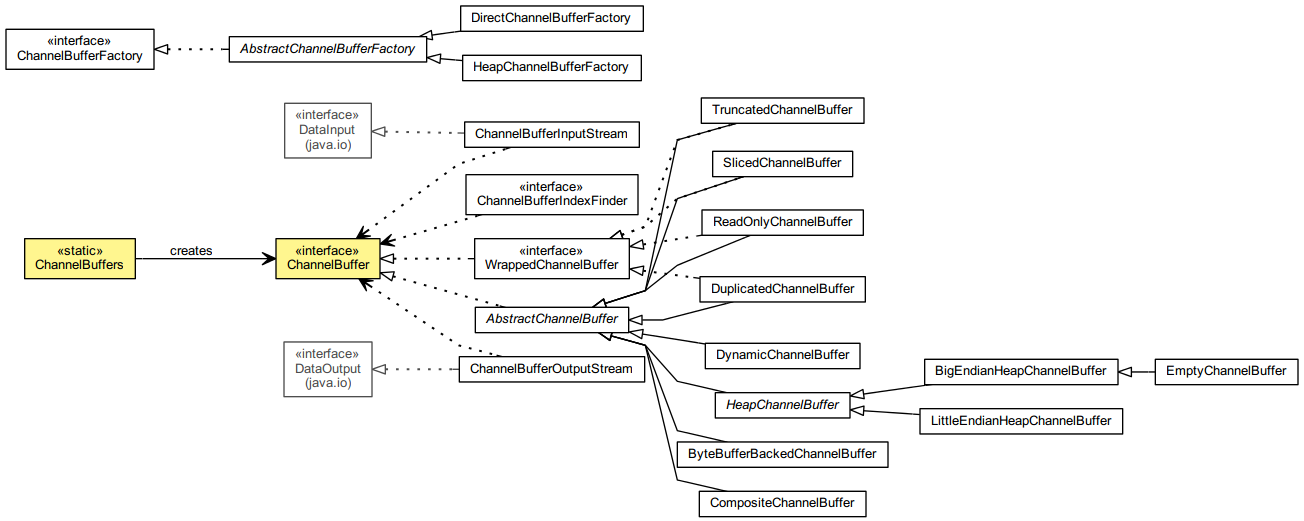 DirectChannelBufferFactory
«interface»
ChannelBufferFactory
AbstractChannelBufferFactory
HeapChannelBufferFactory
«interface»
DataInput
(java.io)
ChannelBufferInputStream
TruncatedChannelBuffer
SlicedChannelBuffer
«interface»
ChannelBufferIndexFinder
ReadOnlyChannelBuffer
«static»
ChannelBuffers
creates
«interface»
ChannelBuffer
«interface»
WrappedChannelBuffer
DuplicatedChannelBuffer
AbstractChannelBuffer
DynamicChannelBuffer
«interface»
DataOutput
(java.io)
ChannelBufferOutputStream
BigEndianHeapChannelBuffer
EmptyChannelBuffer
HeapChannelBuffer
LittleEndianHeapChannelBuffer
ByteBufferBackedChannelBuffer
CompositeChannelBuffer